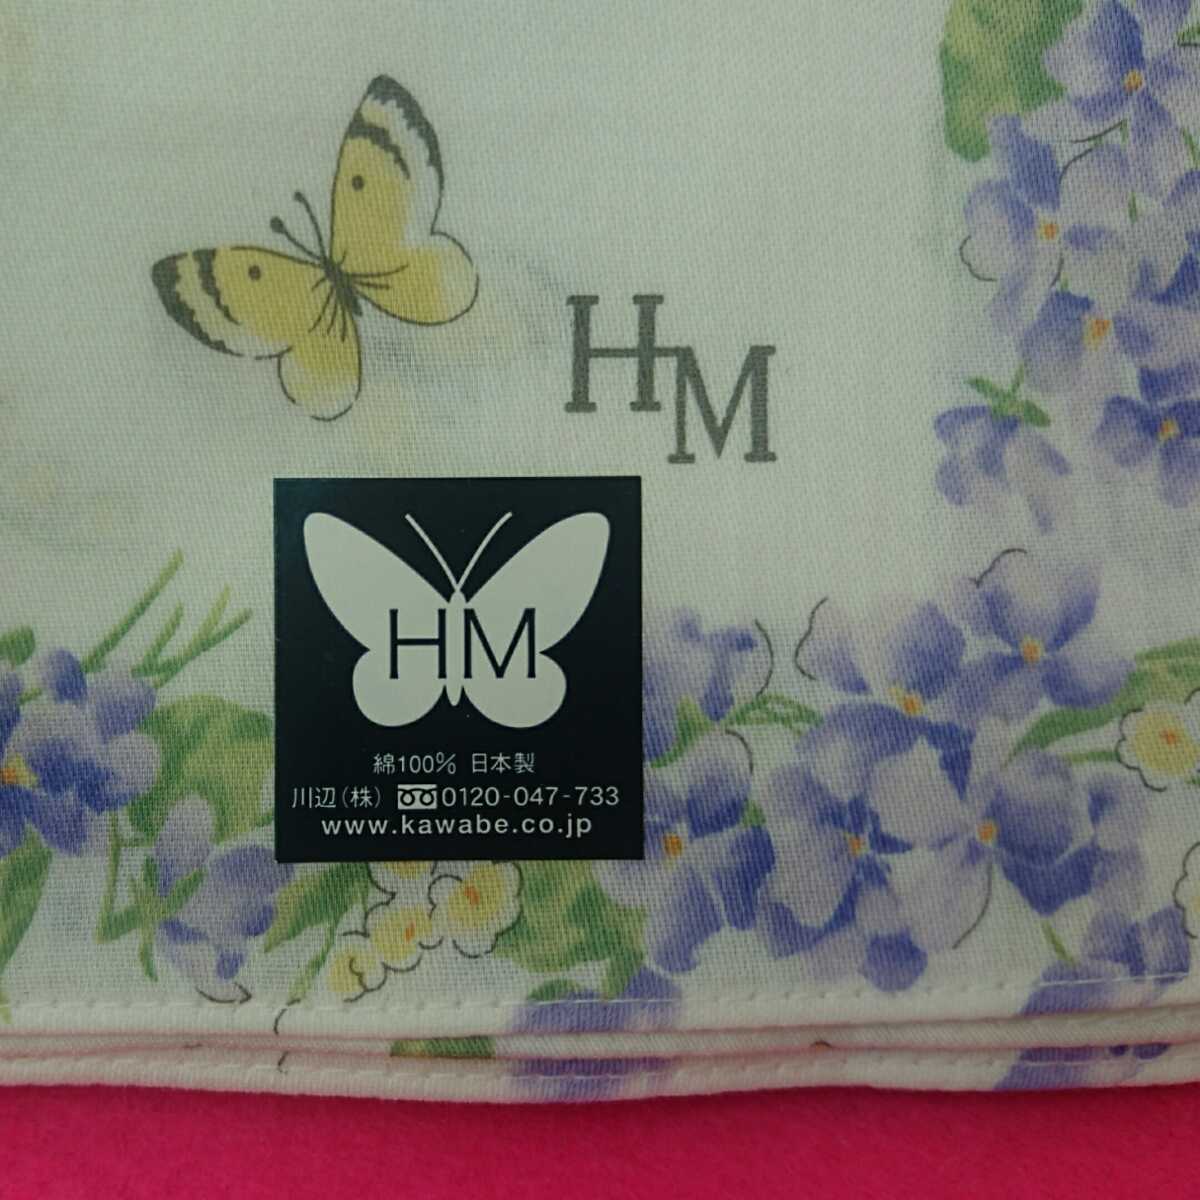 HM
HM
綿100% 日本製
川辺(株) 0120-047-733
www.kawabe.co.jp